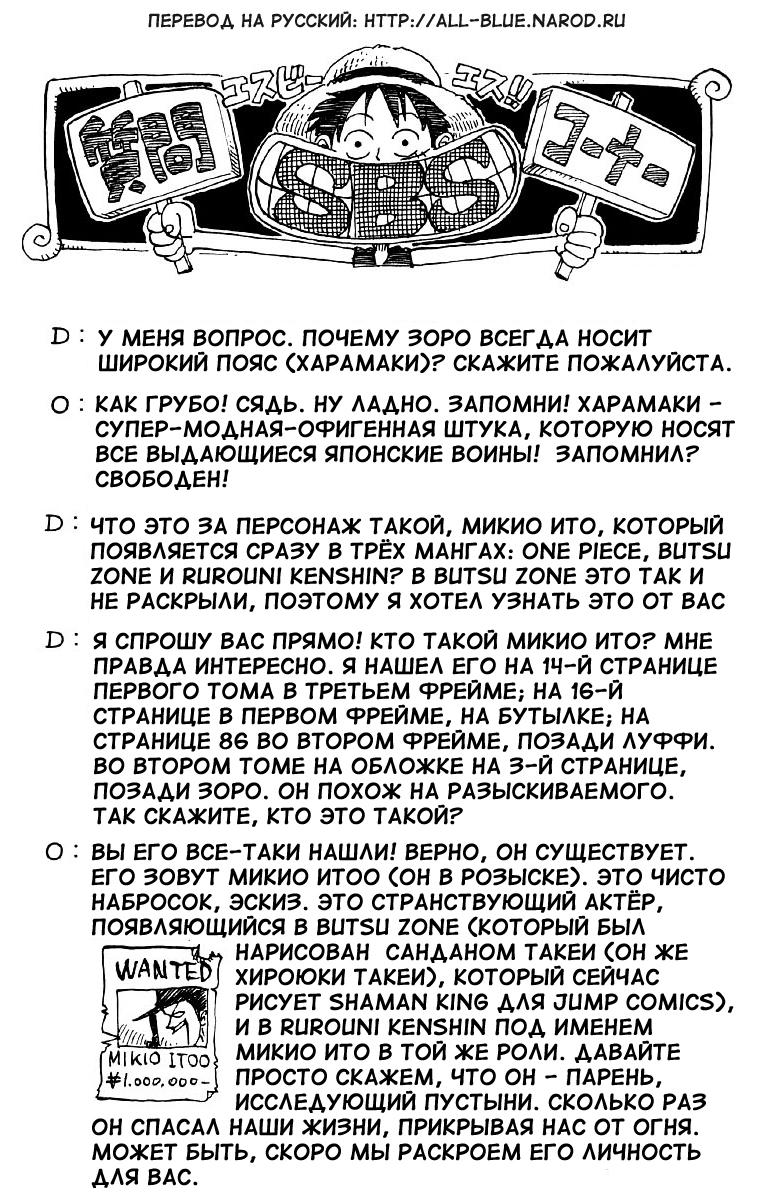 ПЕРЕВОД НА РУССКИЙ: HTTP://ALL-BLUE.NAROD.RU
エスビーエス!!
質問
SBS
コーナー
D: У МЕНЯ ВОПРОС. ПОЧЕМУ ЗОРО ВСЕГДА НОСИТ
ШИРОКИЙ ПОЯС (ХАРАМАКИ)? СКАЖИТЕ ПОЖАЛУЙСТА.
O: КАК ГРУБО! СЯДЬ. НУ ЛАДНО. ЗАПОМНИ! ХАРАМАКИ -
СУПЕР-МОДНАЯ-ОФИГЕННАЯ ШТУКА, КОТОРУЮ НОСЯТ
ВСЕ ВЫДАЮЩИЕСЯ ЯПОНСКИЕ ВОИНЫ! ЗАПОМНИЛ?
СВОБОДЕН!
D: ЧТО ЭТО ЗА ПЕРСОНАЖ ТАКОЙ, МИКИО ИТО, КОТОРЫЙ
ПОЯВЛЯЕТСЯ СРАЗУ В ТРЁХ МАНГАХ: ONE PIECE, BUTSU
ZONE И RUROUNI KENSHIN? В BUTSU ZONE ЭТО ТАК И
НЕ РАСКРЫЛИ, ПОЭТОМУ Я ХОТЕЛ УЗНАТЬ ЭТО ОТ ВАС
D: Я СПРОШУ ВАС ПРЯМО! КТО ТАКОЙ МИКИО ИТО? МНЕ
ПРАВДА ИНТЕРЕСНО. Я НАШЕЛ ЕГО НА 14-Й СТРАНИЦЕ
ПЕРВОГО ТОМА В ТРЕТЬЕМ ФРЕЙМЕ; НА 16-Й
СТРАНИЦЕ В ПЕРВОМ ФРЕЙМЕ, НА БУТЫЛКЕ; НА
СТРАНИЦЕ 86 ВО ВТОРОМ ФРЕЙМЕ, ПОЗАДИ ЛУФФИ.
ВО ВТОРОМ ТОМЕ НА ОБЛОЖКЕ НА 3-Й СТРАНИЦЕ,
ПОЗАДИ ЗОРО. ОН ПОХОЖ НА РАЗЫСКИВАЕМОГО.
ТАК СКАЖИТЕ, КТО ЭТО ТАКОЙ?
O: ВЫ ЕГО ВСЕ-ТАКИ НАШЛИ! ВЕРНО, ОН СУЩЕСТВУЕТ.
ЕГО ЗОВУТ МИКИО ИТОО (ОН В РОЗЫСКЕ). ЭТО ЧИСТО
НАБРОСОК, ЭСКИЗ. ЭТО СТРАНСТВУЮЩИЙ АКТЁР,
ПОЯВЛЯЮЩИЙСЯ В BUTSU ZONE (КОТОРЫЙ БЫЛ
НАРИСОВАН САНДАНОМ ТАКЕИ (ОН ЖЕ
ХИРОЮКИ ТАКЕИ), КОТОРЫЙ СЕЙЧАС
РИСУЕТ SHAMAN KING ДЛЯ JUMP COMICS),
И В RUROUNI KENSHIN ПОД ИМЕНЕМ
МИКИО ИТО В ТОЙ ЖЕ РОЛИ. ДАВАЙТЕ
ПРОСТО СКАЖЕМ, ЧТО ОН - ПАРЕНЬ,
ИССЛЕДУЮЩИЙ ПУСТЫНИ. СКОЛЬКО РАЗ
ОН СПАСАЛ НАШИ ЖИЗНИ, ПРИКРЫВАЯ НАС ОТ ОГНЯ.
МОЖЕТ БЫТЬ, СКОРО МЫ РАСКРОЕМ ЕГО ЛИЧНОСТЬ
ДЛЯ ВАС.
WANTED
MIKIO ITOO
¥1.000.000-